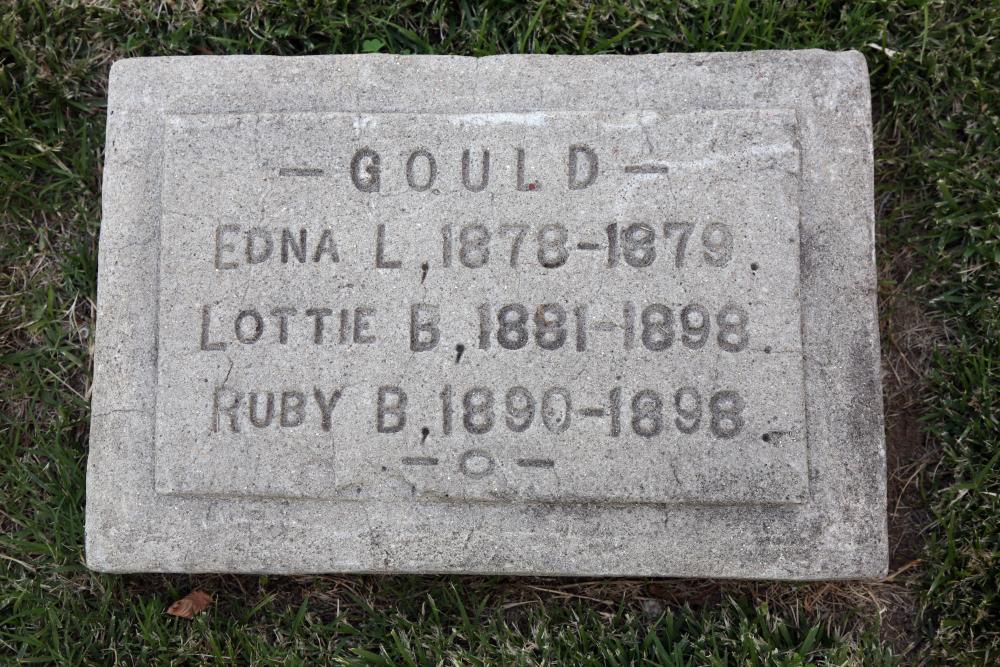 — GOULD —
EDNA L, 1878-1879.
LOTTIE B, 1881-1898.
RUBY B, 1890-1898.
— O —